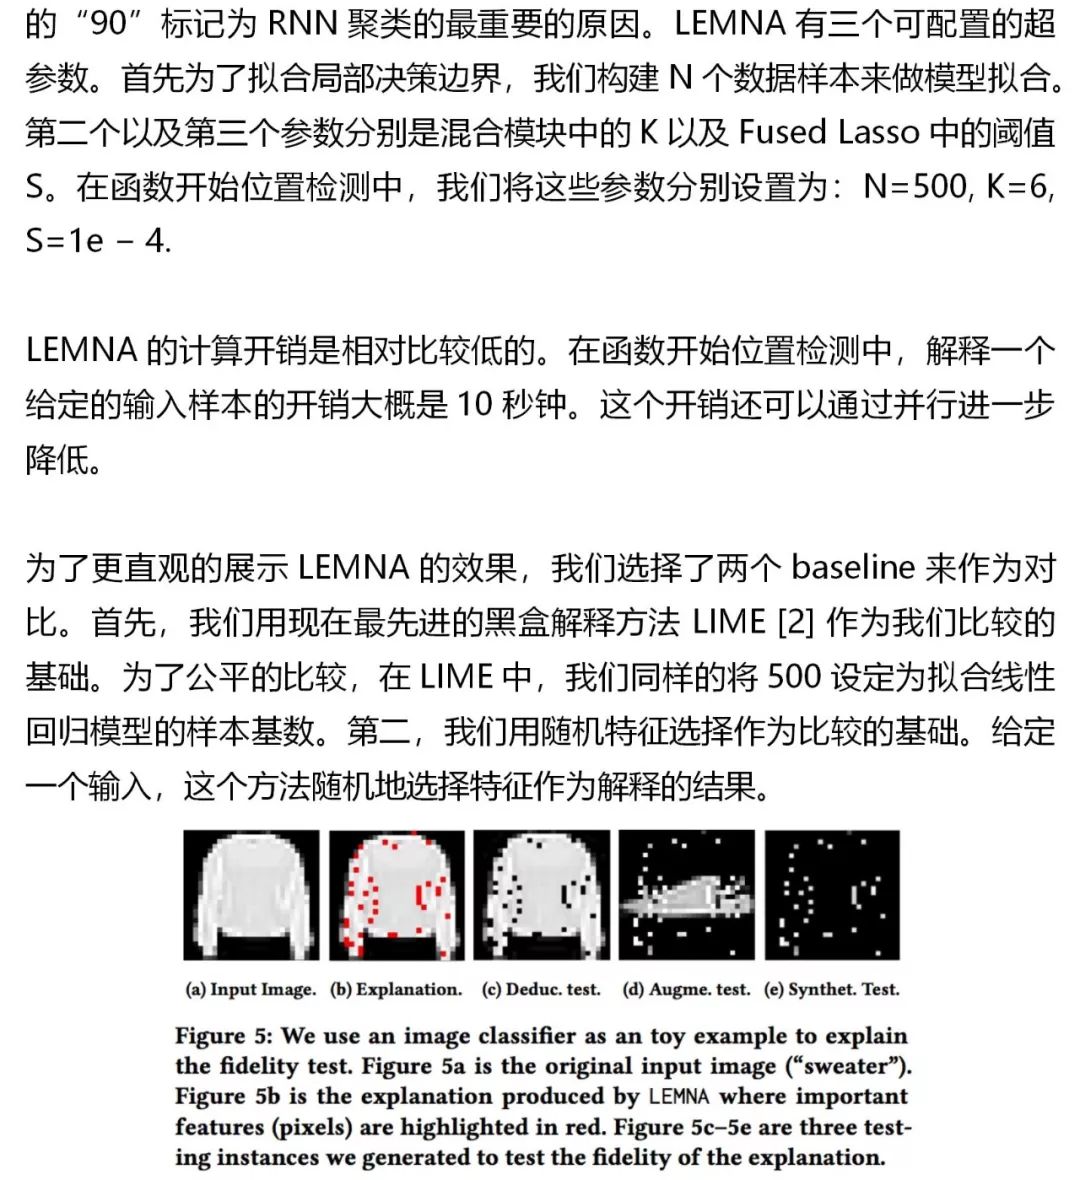 的“90”标记为 RNN 聚类的最重要的原因。LEMNA 有三个可配置的超
参数。首先为了拟合局部决策边界，我们构建 N 个数据样本来做模型拟合。
第二个以及第三个参数分别是混合模块中的 K 以及 Fused Lasso 中的阈值
S。在函数开始位置检测中，我们将这些参数分别设置为：N=500, K=6,
S=1e – 4.
LEMNA 的计算开销是相对比较低的。在函数开始位置检测中，解释一个
给定的输入样本的开销大概是 10 秒钟。这个开销还可以通过并行进一步
降低。
为了更直观的展示 LEMNA 的效果，我们选择了两个 baseline 来作为对
比。首先，我们用现在最先进的黑盒解释方法 LIME [2] 作为我们比较的
基础。为了公平的比较，在 LIME 中，我们同样的将 500 设定为拟合线性
回归模型的样本基数。第二，我们用随机特征选择作为比较的基础。给定
一个输入，这个方法随机地选择特征作为解释的结果。
(a) Input Image. (b) Explanation. (c) Deduc. test. (d) Augme. test. (e) Synthet. Test.
Figure 5: We use an image classifier as an toy example to explain
the fidelity test. Figure 5a is the original input image (“sweater”).
Figure 5b is the explanation produced by LEMNA where important
features (pixels) are highlighted in red. Figure 5c–5e are three test-
ing instances we generated to test the fidelity of the explanation.